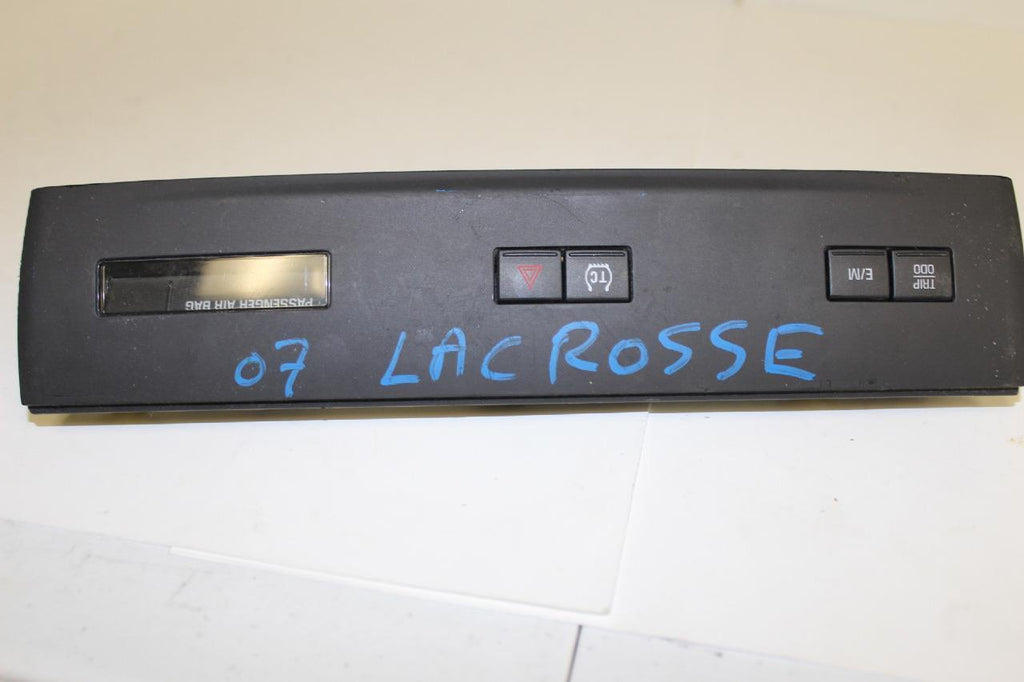 PASSENGER AIR BAG
TC
E/M
TRIP
ODO
07 LACROSSE